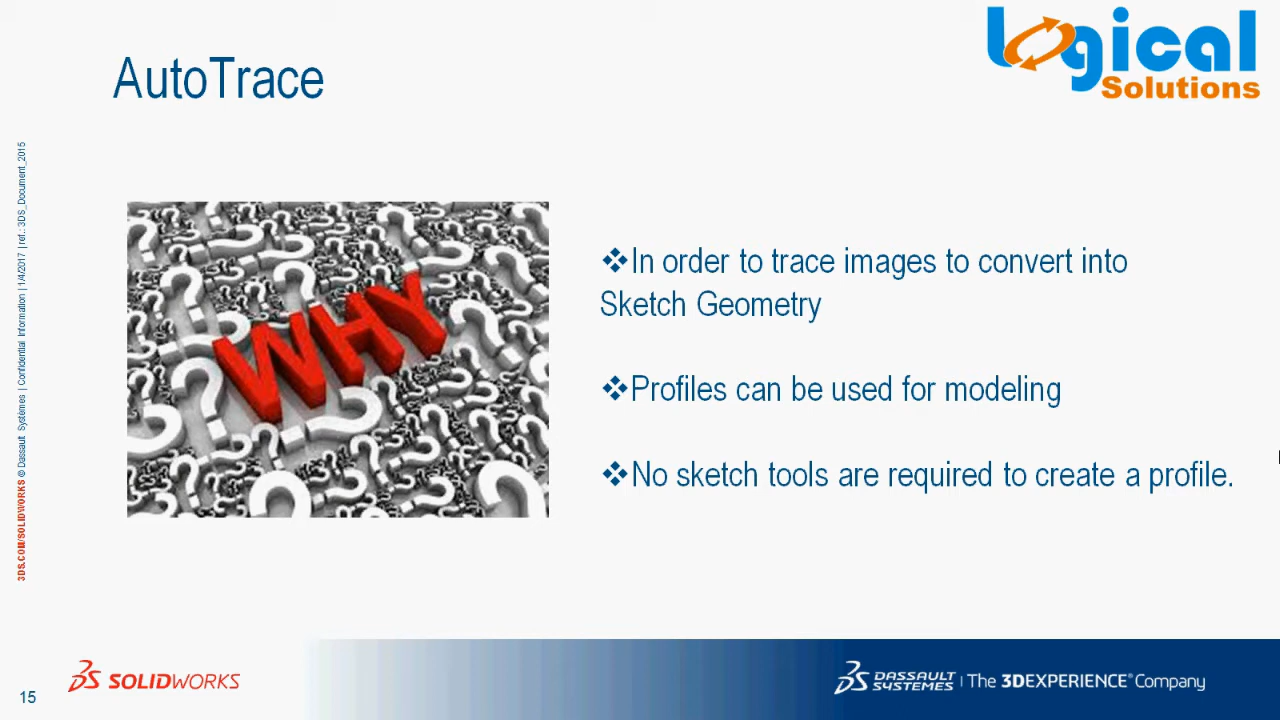 AutoTrace
Logical
Solutions
3DS.COM/SOLIDWORKS © Dassault Systèmes | Confidential Information | 1/4/2017 | ref.: 3DS_Document_2015
WHY
❖In order to trace images to convert into
Sketch Geometry
❖Profiles can be used for modeling
❖No sketch tools are required to create a profile.
15
SOLIDWORKS
DASSAULT
SYSTEMES | The 3DEXPERIENCE® Company